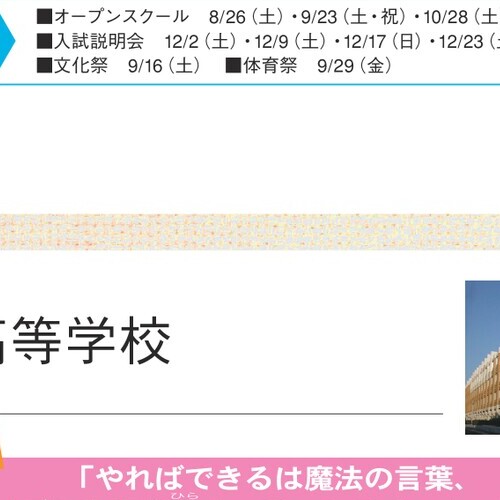 ■オープンスクール　8/26（土）・9/23（土・祝）・10/28（土
■入試説明会　12/2（土）・12/9（土）・12/17（日）・12/23（
■文化祭　9/16（土）　■体育祭　9/29（金）
高等学校
「やればできるは魔法の言葉、
ひら